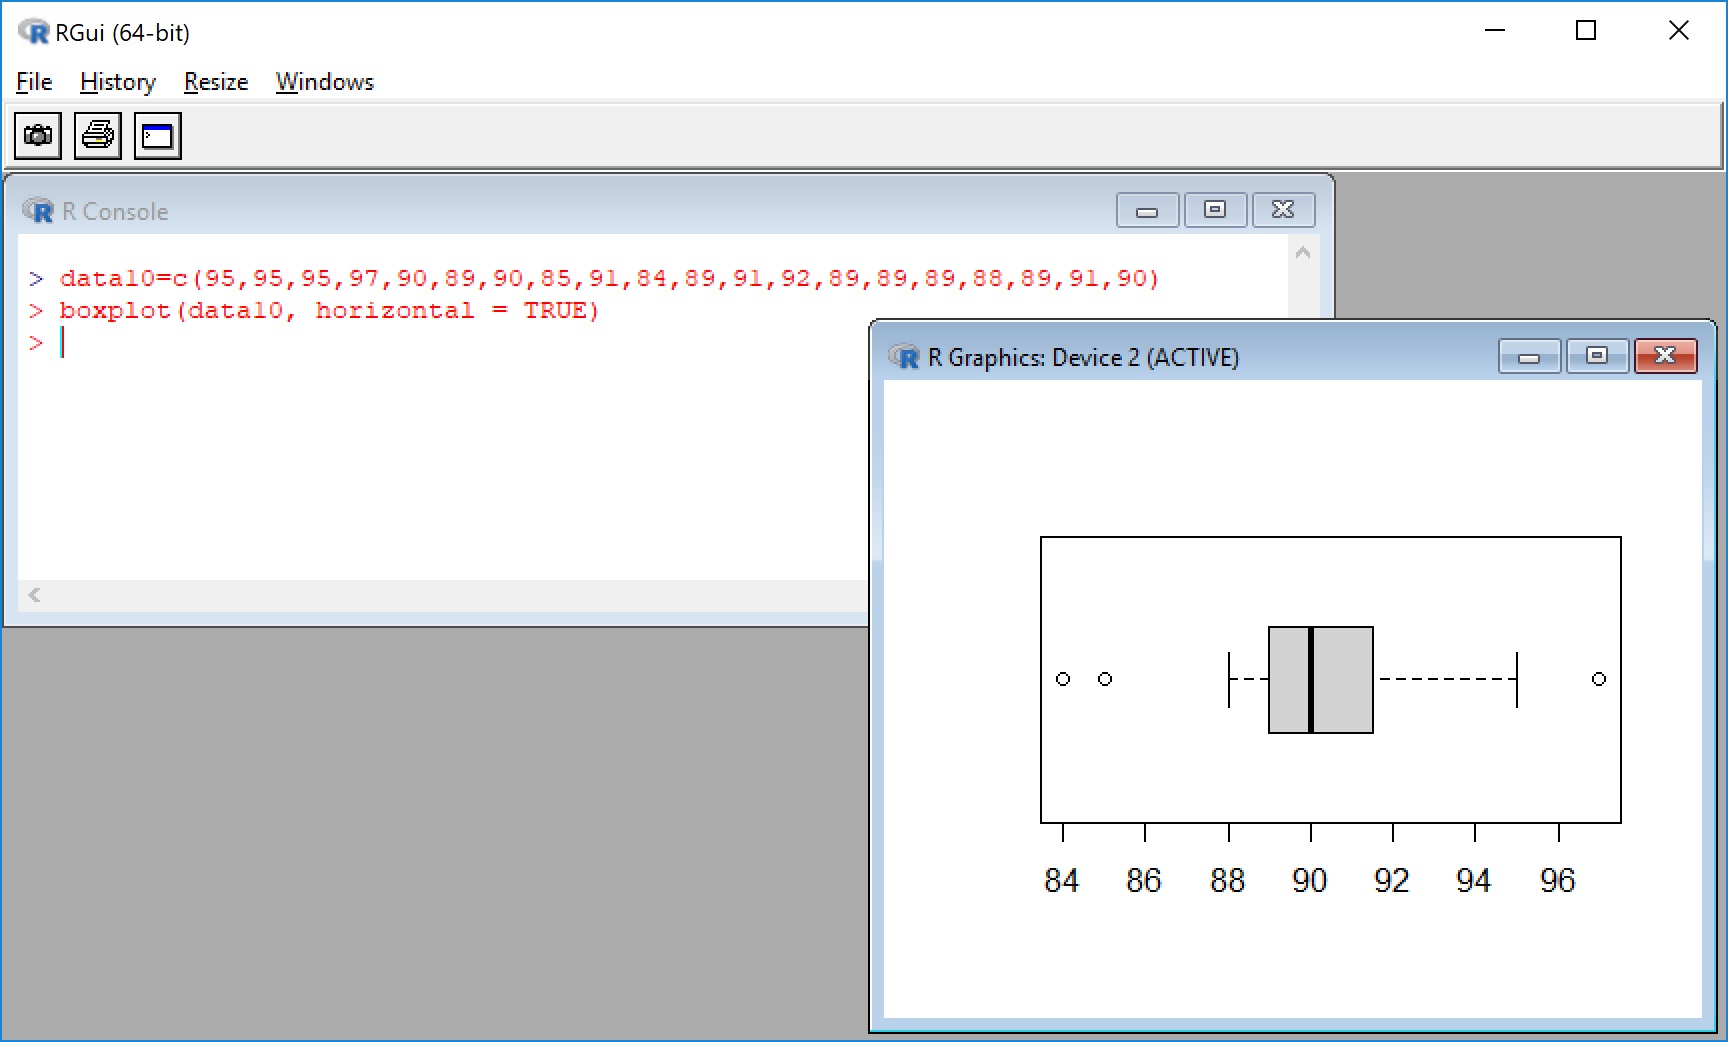 RGui (64-bit)
File History Resize Windows
R Console
> data10=c(95,95,95,97,90,89,90,85,91,84,89,91,92,89,89,89,88,89,91,90)
> boxplot(data10, horizontal = TRUE)
>
R Graphics: Device 2 (ACTIVE)
84 86 88 90 92 94 96